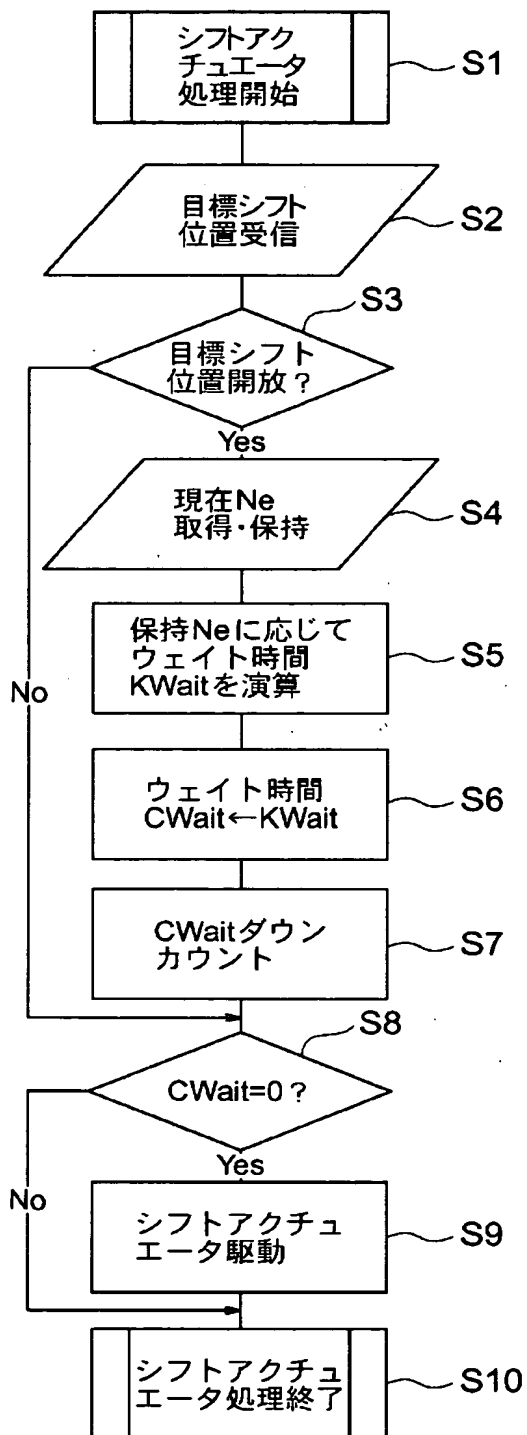 シフトアク
チュエータ
処理開始
S1
目標シフト
位置受信
S2
S3
目標シフト
位置開放？
Yes
現在Ne
取得・保持
S4
保持Neに応じて
ウェイト時間
KWaitを演算
S5
No
ウェイト時間
CWait←KWait
S6
CWaitダウン
カウント
S7
S8
CWait=0？
Yes
No
シフトアクチュ
エータ駆動
S9
シフトアクチュ
エータ処理終了
S10